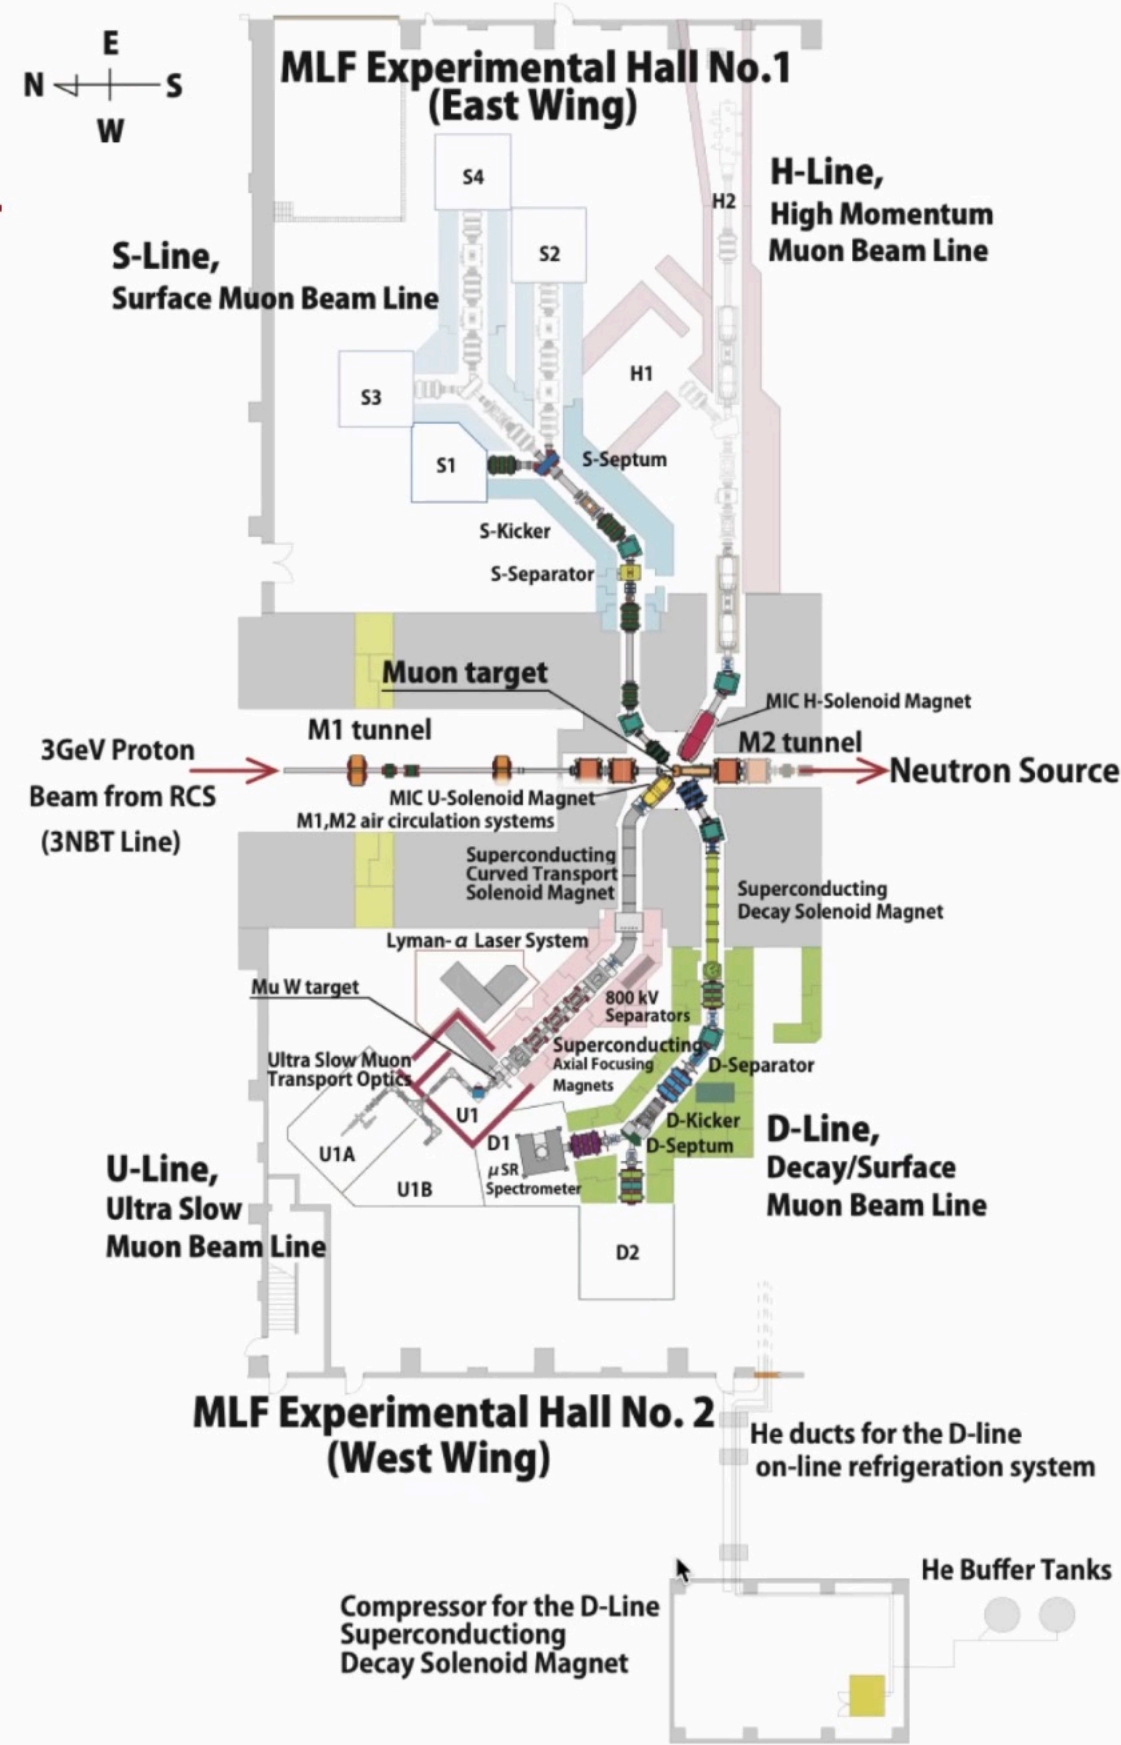 E
N
S
W
MLF Experimental Hall No.1
(East Wing)
S4
H-Line,
High Momentum
Muon Beam Line
H2
S2
S-Line,
Surface Muon Beam Line
H1
S3
S1
S-Septum
S-Kicker
S-Separator
Muon target
MIC H-Solenoid Magnet
M1 tunnel
M2 tunnel
3GeV Proton
Beam from RCS
(3NBT Line)
Neutron Source
MIC U-Solenoid Magnet
M1,M2 air circulation systems
Superconducting
Curved Transport
Solenoid Magnet
Superconducting
Decay Solenoid Magnet
Lyman-α Laser System
Mu W target
800 kV
Separators
Superconducting
Axial Focusing
Magnets
Ultra Slow Muon
Transport Optics
D-Separator
U1
D-Kicker
D-Septum
D1
μSR
Spectrometer
U1A
U1B
D-Line,
Decay/Surface
Muon Beam Line
U-Line,
Ultra Slow
Muon Beam Line
D2
MLF Experimental Hall No. 2
(West Wing)
He ducts for the D-line
on-line refrigeration system
He Buffer Tanks
Compressor for the D-Line
Superconductiong
Decay Solenoid Magnet